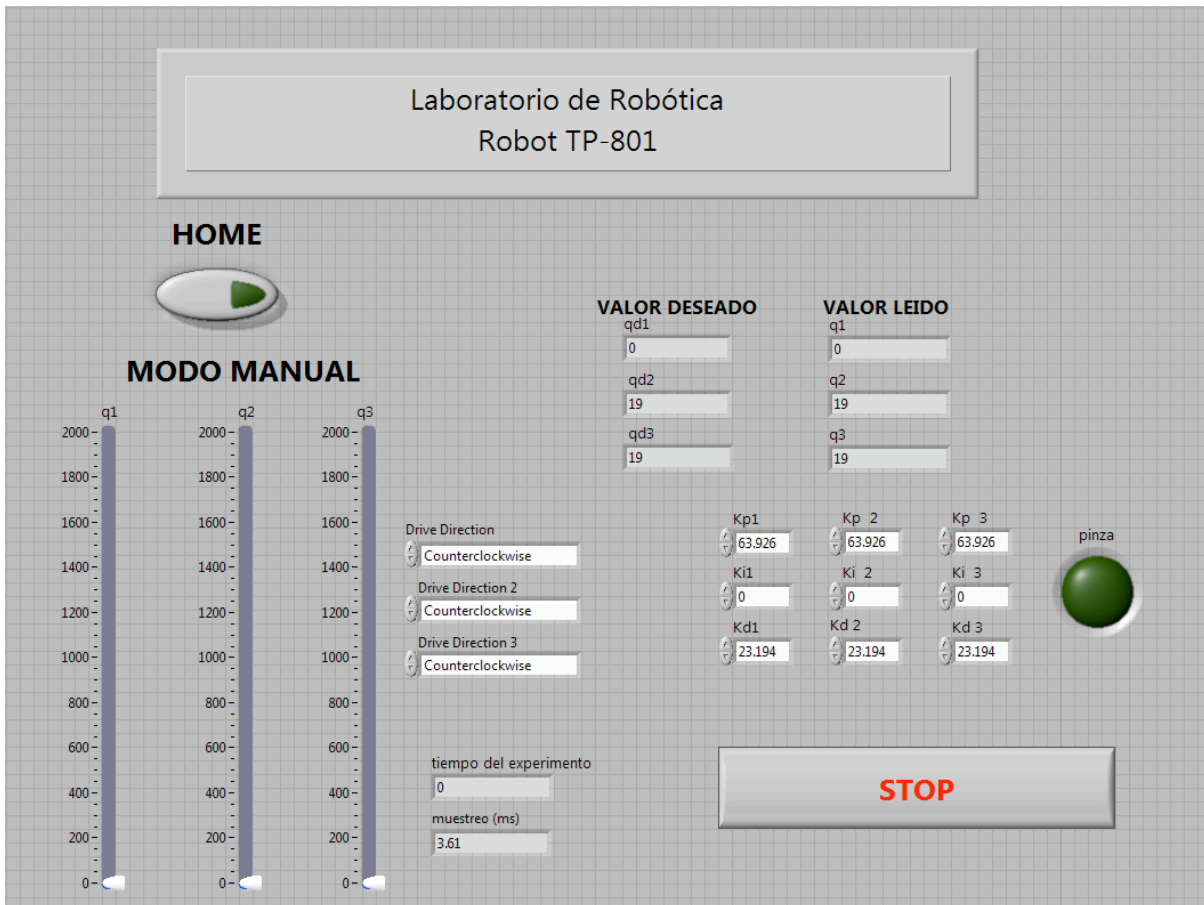 Laboratorio de Robótica
Robot TP-801
HOME
MODO MANUAL
q1 q2 q3
2000 2000 2000
1800 1800 1800
1600 1600 1600
1400 1400 1400
1200 1200 1200
1000 1000 1000
800 800 800
600 600 600
400 400 400
200 200 200
0 0 0
VALOR DESEADO VALOR LEIDO
qd1 q1
0 0
qd2 q2
19 19
qd3 q3
19 19
Drive Direction
Counterclockwise
Drive Direction 2
Counterclockwise
Drive Direction 3
Counterclockwise
Kp1 Kp 2 Kp 3
63.926 63.926 63.926
Ki1 Ki 2 Ki 3
0 0 0
Kd1 Kd 2 Kd 3
23.194 23.194 23.194
pinza
tiempo del experimento
0
muestreo (ms)
3.61
STOP